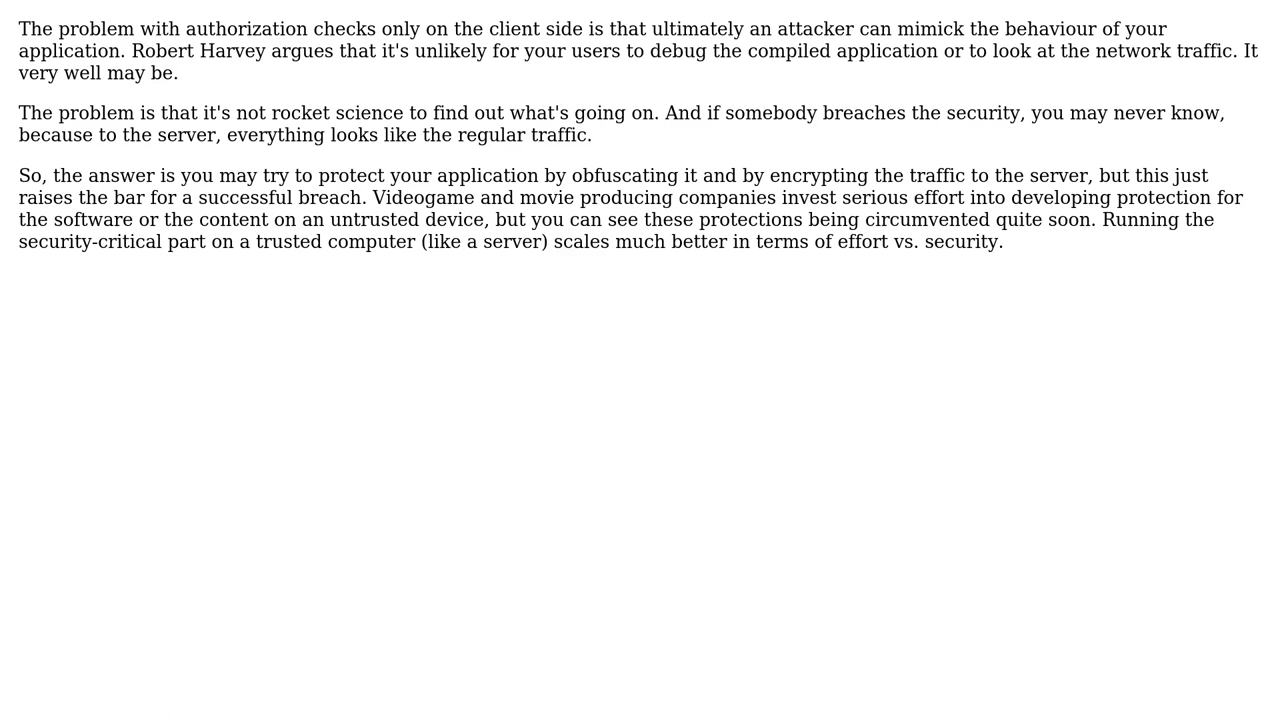 The problem with authorization checks only on the client side is that ultimately an attacker can mimick the behaviour of your
application. Robert Harvey argues that it's unlikely for your users to debug the compiled application or to look at the network traffic. It
very well may be.
The problem is that it's not rocket science to find out what's going on. And if somebody breaches the security, you may never know,
because to the server, everything looks like the regular traffic.
So, the answer is you may try to protect your application by obfuscating it and by encrypting the traffic to the server, but this just
raises the bar for a successful breach. Videogame and movie producing companies invest serious effort into developing protection for
the software or the content on an untrusted device, but you can see these protections being circumvented quite soon. Running the
security-critical part on a trusted computer (like a server) scales much better in terms of effort vs. security.